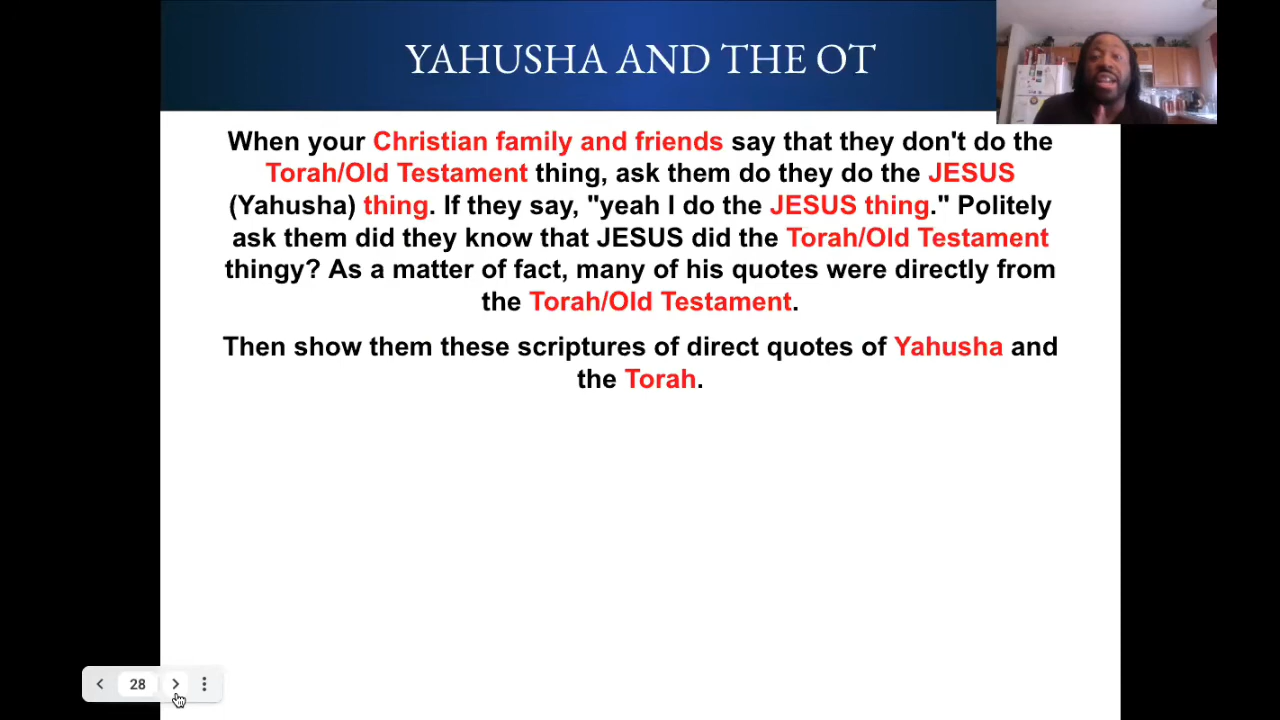 YAHUSHA AND THE OT
When your Christian family and friends say that they don't do the
Torah/Old Testament thing, ask them do they do the JESUS
(Yahusha) thing. If they say, "yeah I do the JESUS thing." Politely
ask them did they know that JESUS did the Torah/Old Testament
thingy? As a matter of fact, many of his quotes were directly from
the Torah/Old Testament.
Then show them these scriptures of direct quotes of Yahusha and
the Torah.
28